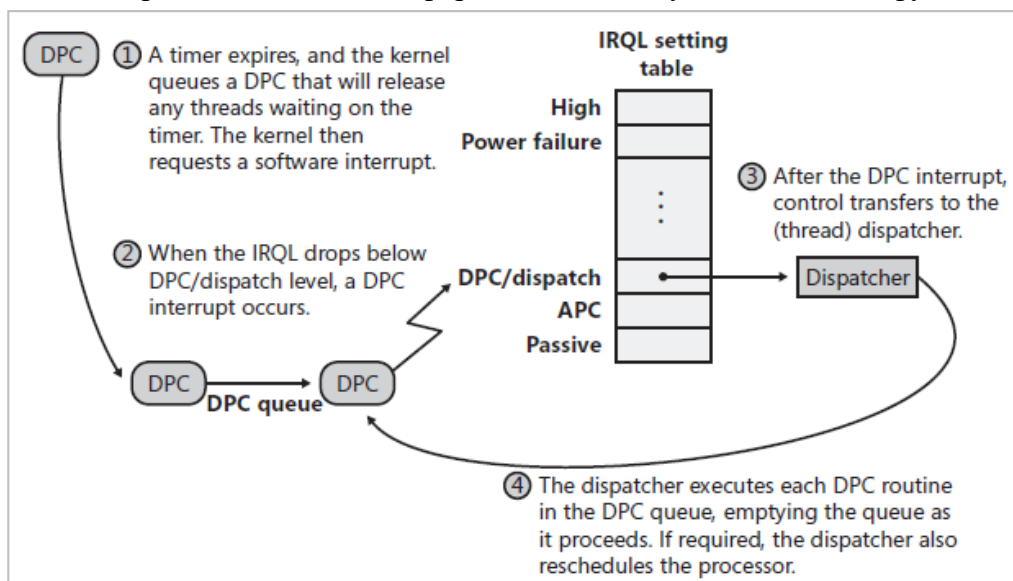 DPC
① A timer expires, and the kernel
queues a DPC that will release
any threads waiting on the
timer. The kernel then
requests a software interrupt.
IRQL setting
table
High
Power failure
⋮
DPC/dispatch
APC
Passive
② When the IRQL drops below
DPC/dispatch level, a DPC
interrupt occurs.
③ After the DPC interrupt,
control transfers to the
(thread) dispatcher.
Dispatcher
DPC
DPC queue
DPC
④ The dispatcher executes each DPC routine
in the DPC queue, emptying the queue as
it proceeds. If required, the dispatcher also
reschedules the processor.